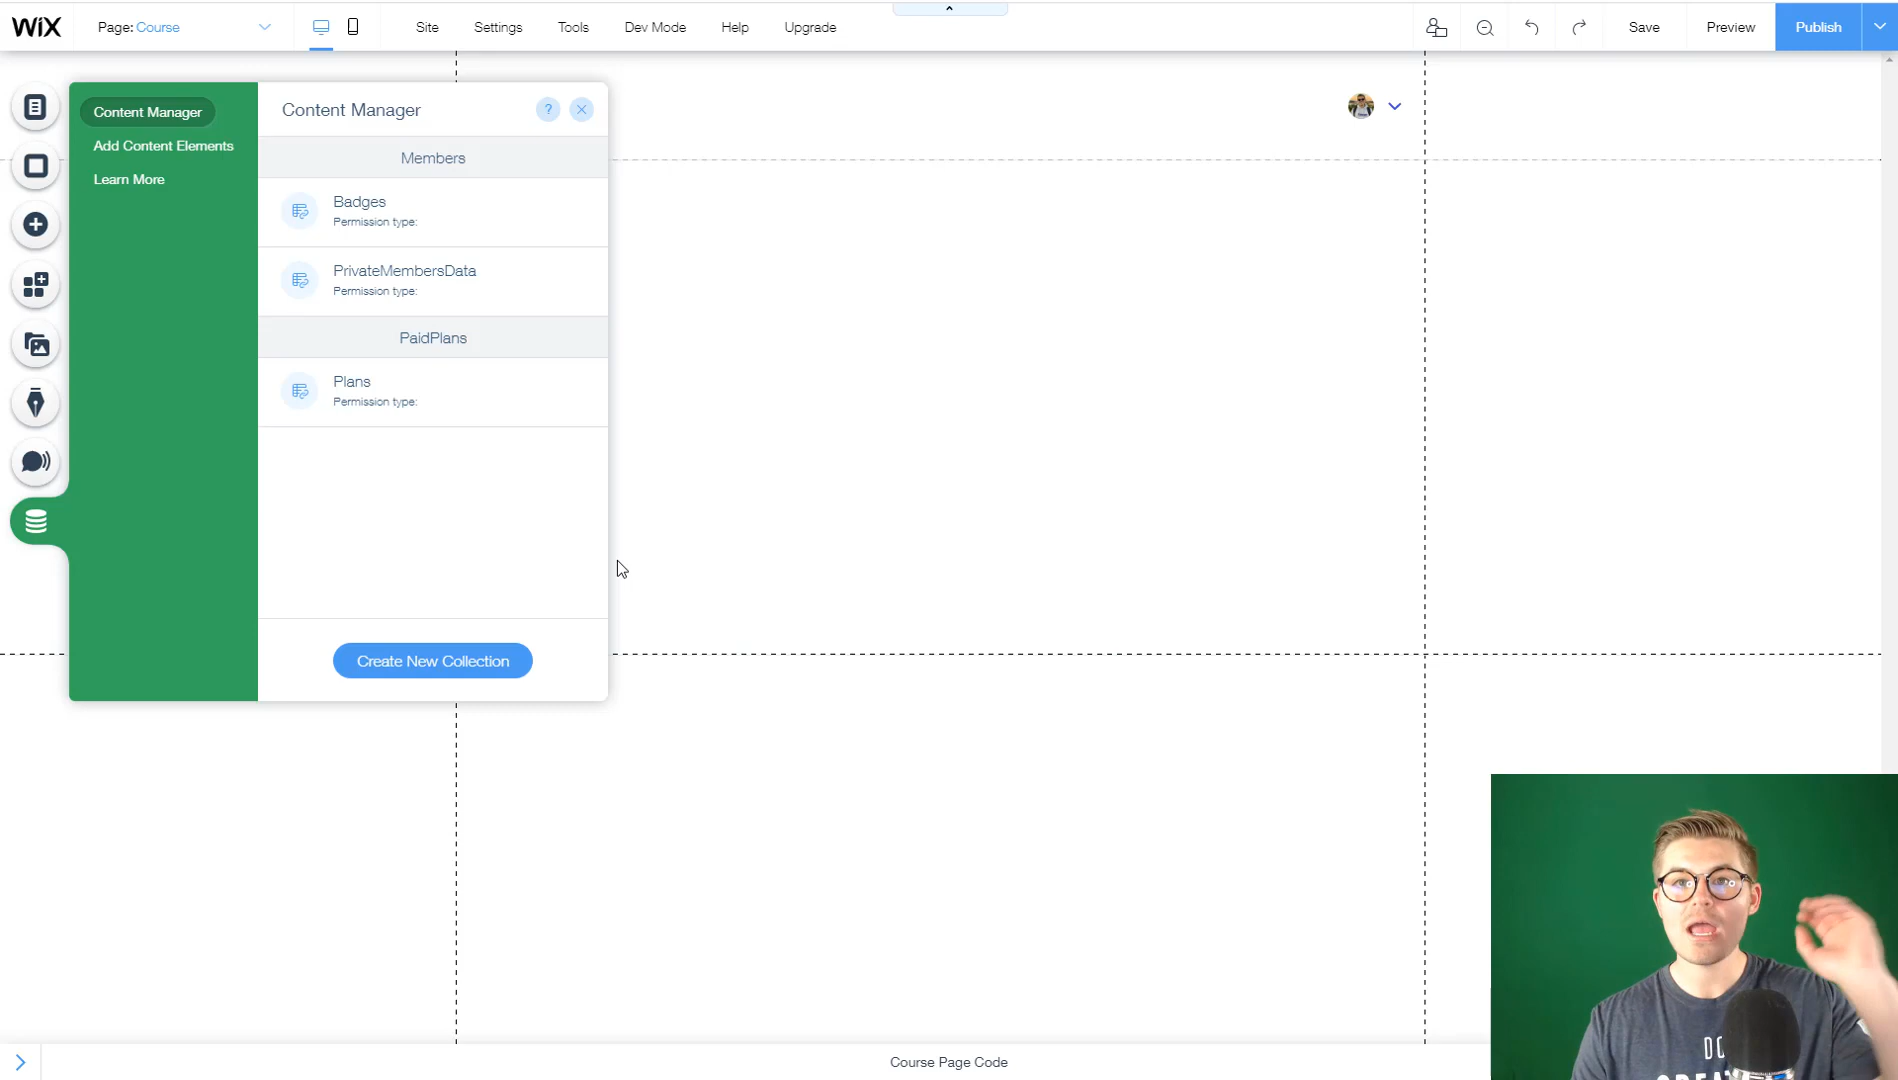 WiX
Page: Course
Site
Settings
Tools
Dev Mode
Help
Upgrade
Save
Preview
Publish
Content Manager
Add Content Elements
Learn More
Content Manager
?
Members
Badges
Permission type:
PrivateMembersData
Permission type:
PaidPlans
Plans
Permission type:
Create New Collection
Course Page Code